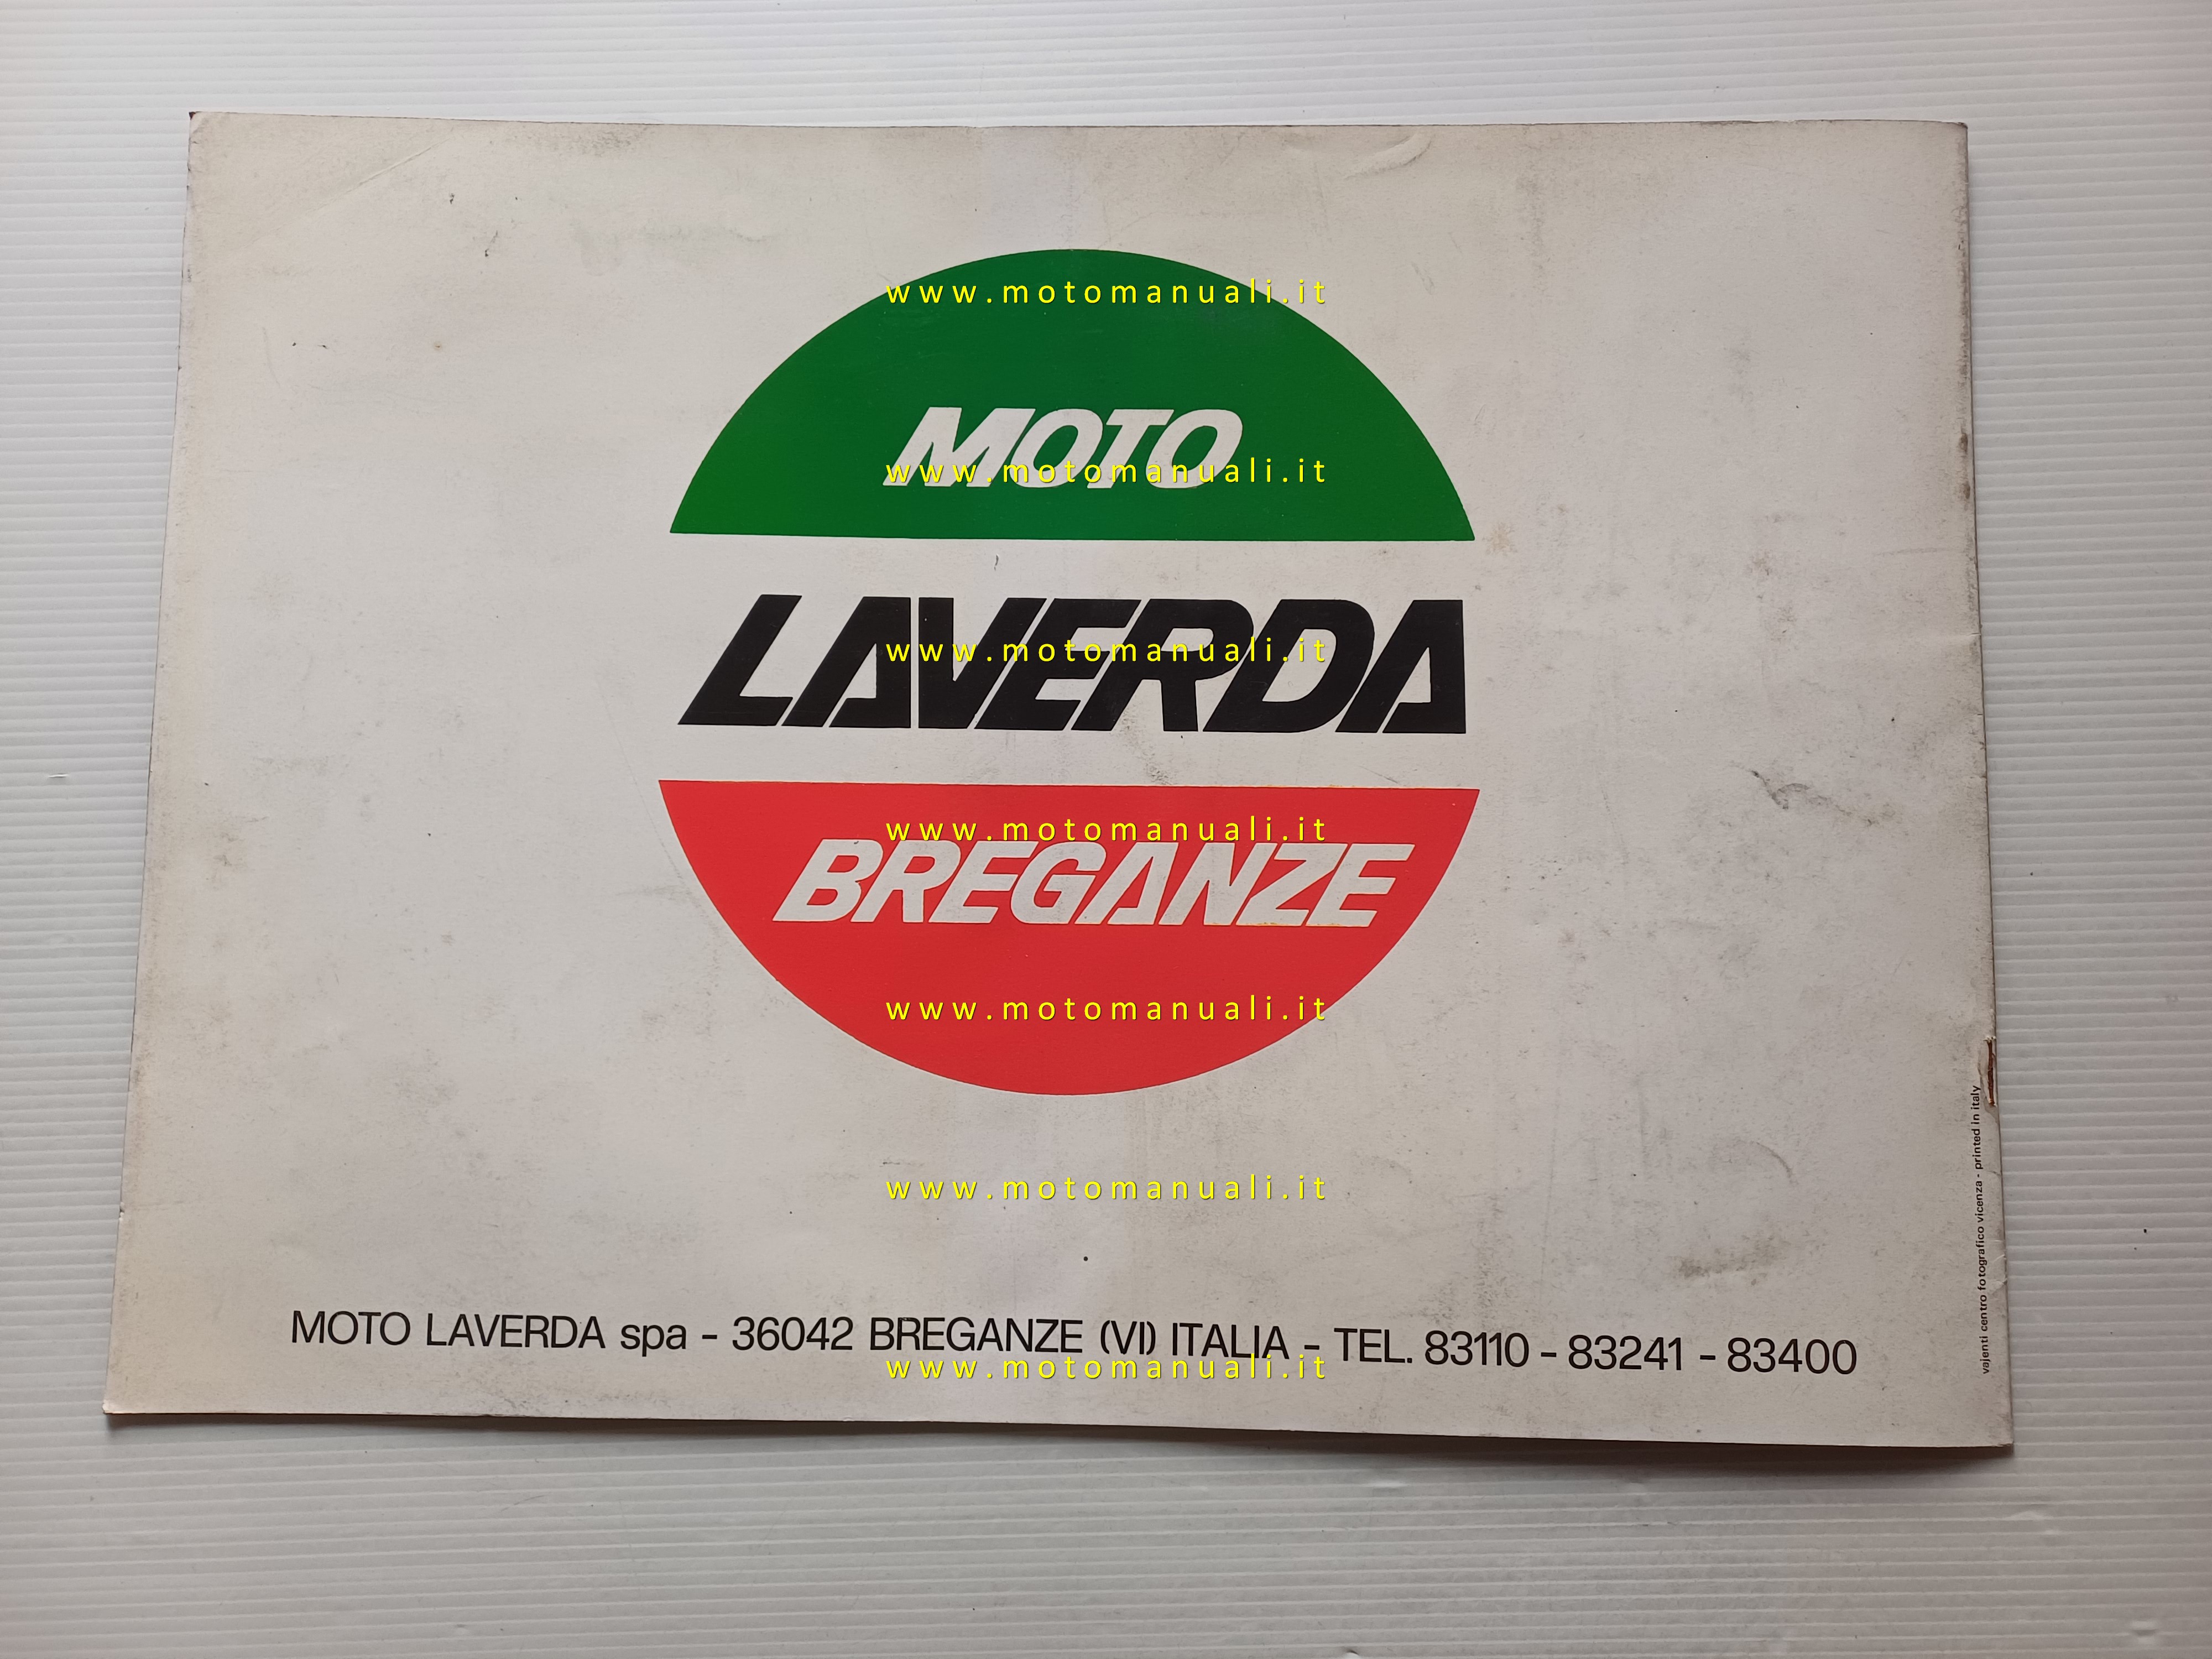 www.motomanuali.it
MOTO
www.motomanuali.it
LAVERDA
www.motomanuali.it
www.motomanuali.it
BREGANZE
www.motomanuali.it
www.motomanuali.it
MOTO LAVERDA spa - 36042 BREGANZE (VI) ITALIA - TEL. 83110 - 83241 - 83400
www.motomanuali.it
vajenti centro fotografico vicenza - printed in italy